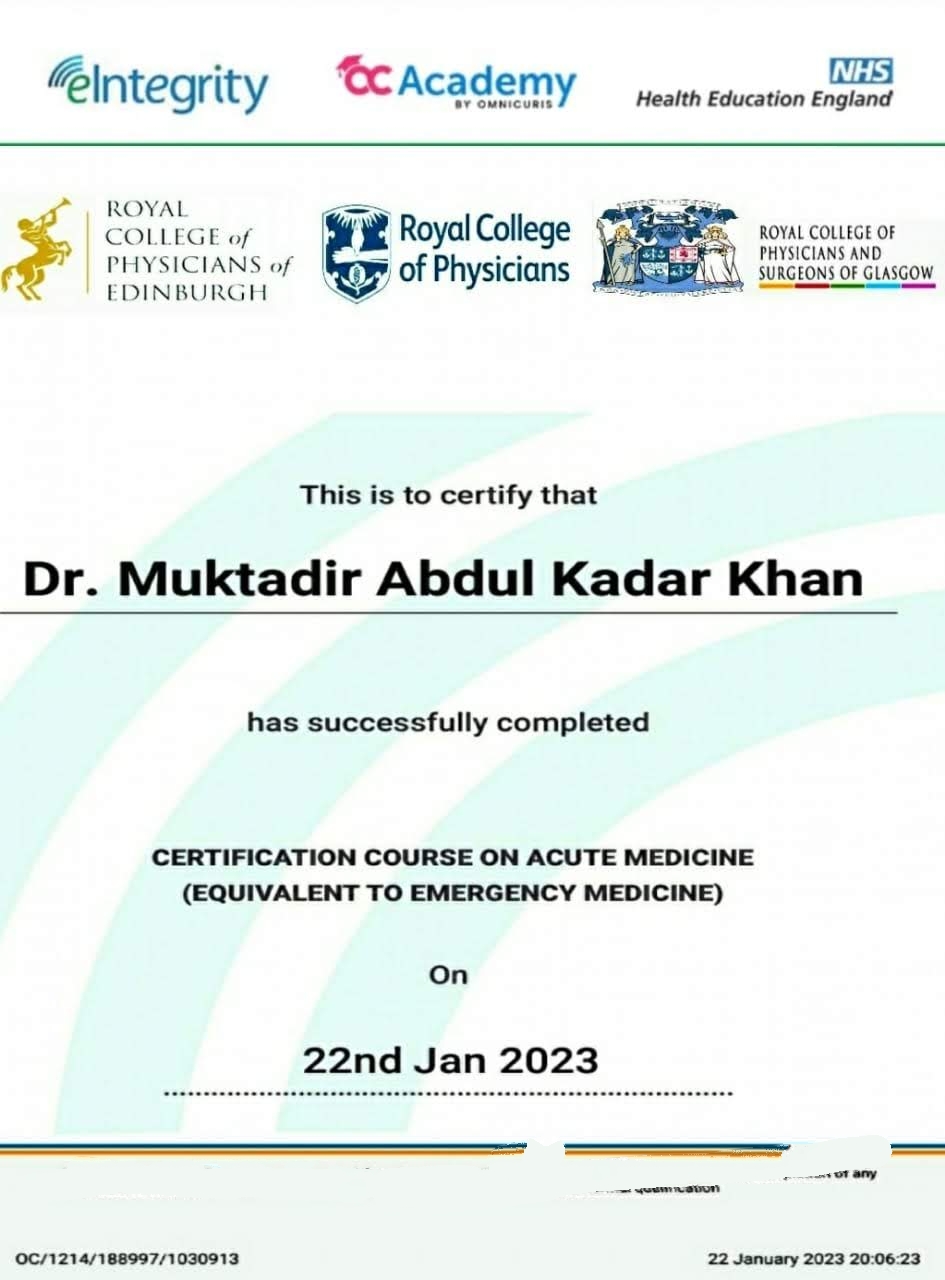 eIntegrity
OC Academy
BY OMNICURIS
NHS
Health Education England
ROYAL
COLLEGE of
PHYSICIANS of
EDINBURGH
Royal College
of Physicians
ROYAL COLLEGE OF
PHYSICIANS AND
SURGEONS OF GLASGOW
This is to certify that
Dr. Muktadir Abdul Kadar Khan
has successfully completed
CERTIFICATION COURSE ON ACUTE MEDICINE
(EQUIVALENT TO EMERGENCY MEDICINE)
On
22nd Jan 2023
of any
qualification
OC/1214/188997/1030913
22 January 2023 20:06:23